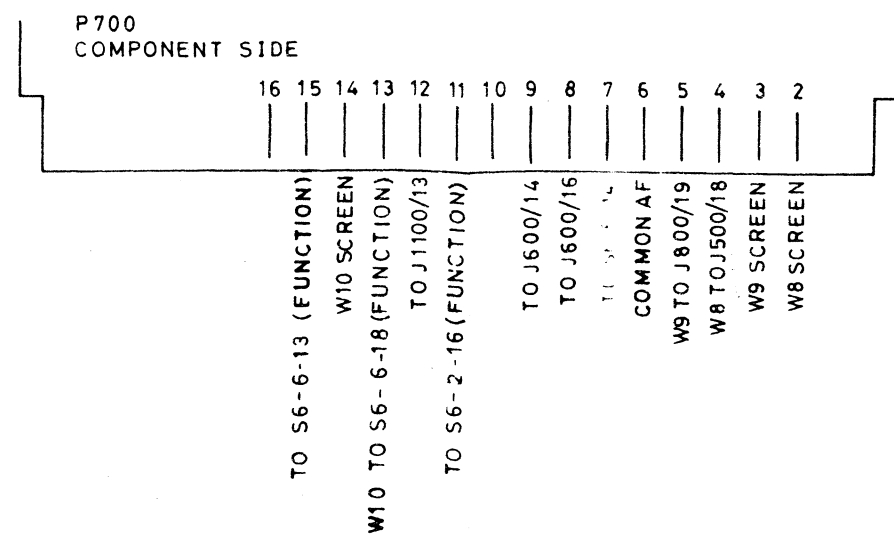 P700
COMPONENT SIDE
16 15 14 13 12 11 10 9 8 7 6 5 4 3 2
TO S6-6-13 (FUNCTION)
W10 SCREEN
W10 TO S6-6-18 (FUNCTION)
TO J1100/13
TO S6-2-16 (FUNCTION)
TO J600/14
TO J600/16
TO
COMMON AF
W9 TO J800/19
W8 TO J500/18
W9 SCREEN
W8 SCREEN